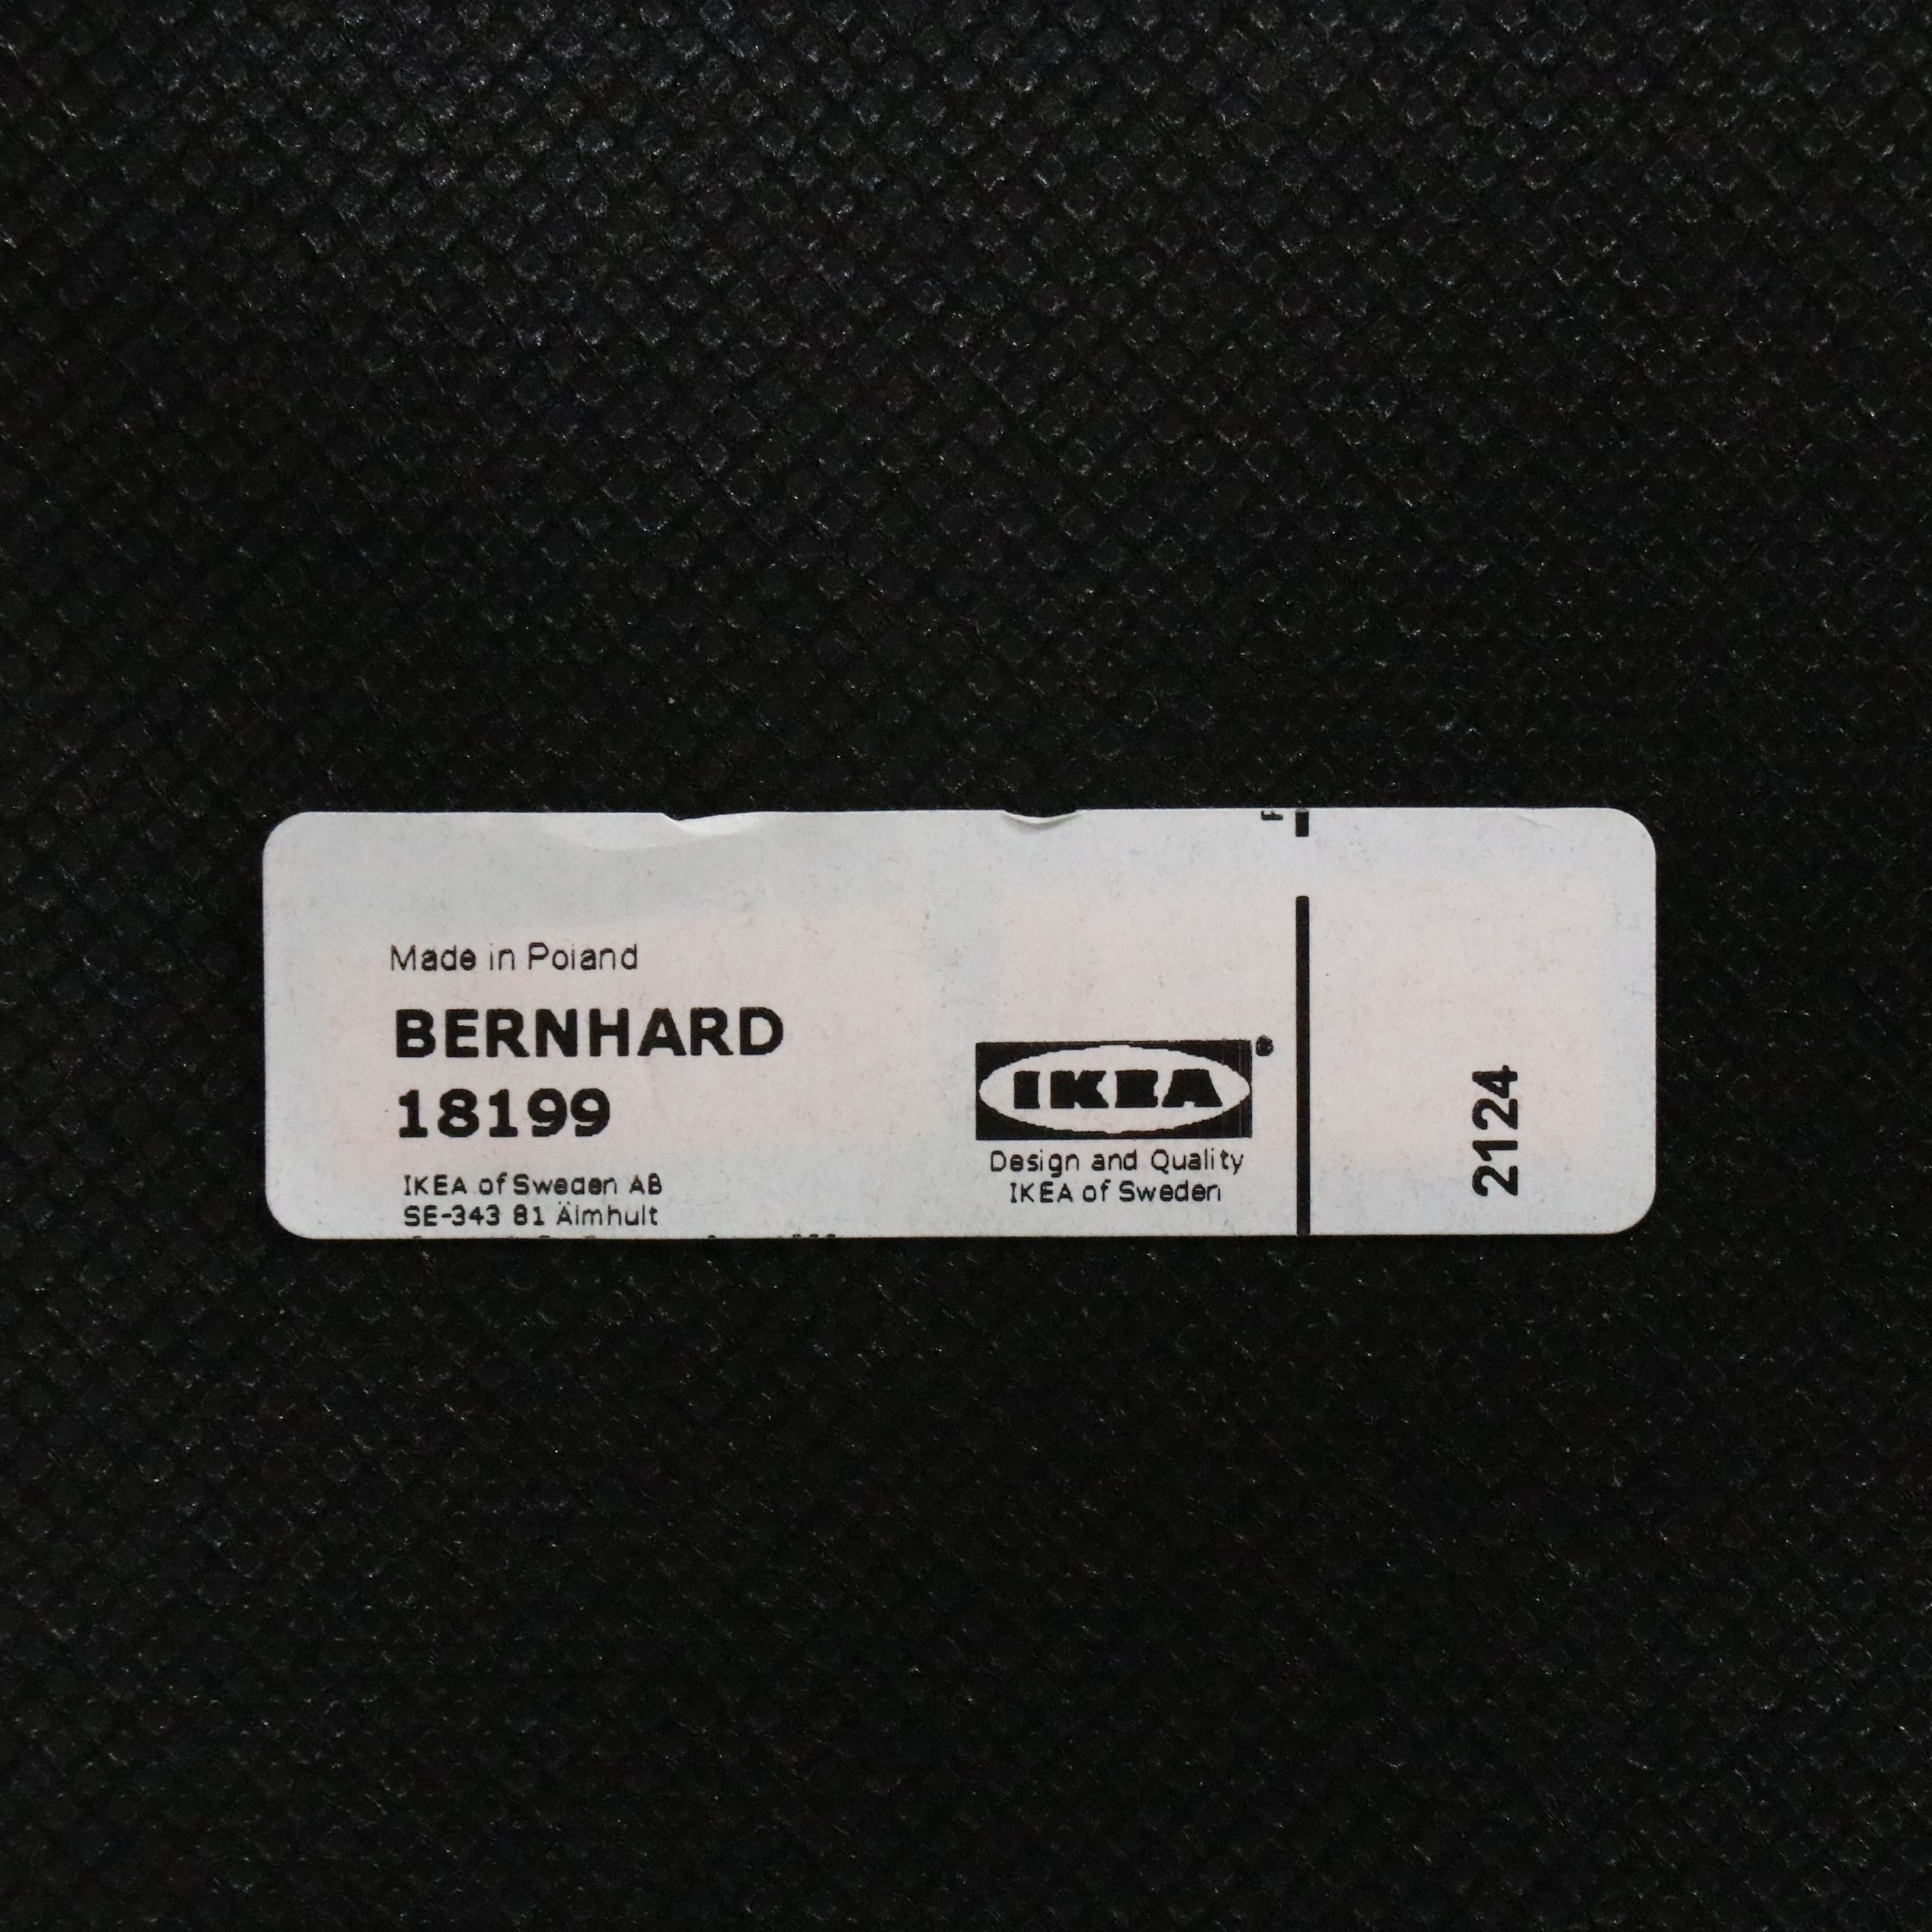 Made in Poland
BERNHARD
18199
IKEA of Sweden AB
SE-343 81 Älmhult
IKEA®
Design and Quality
IKEA of Sweden
2124